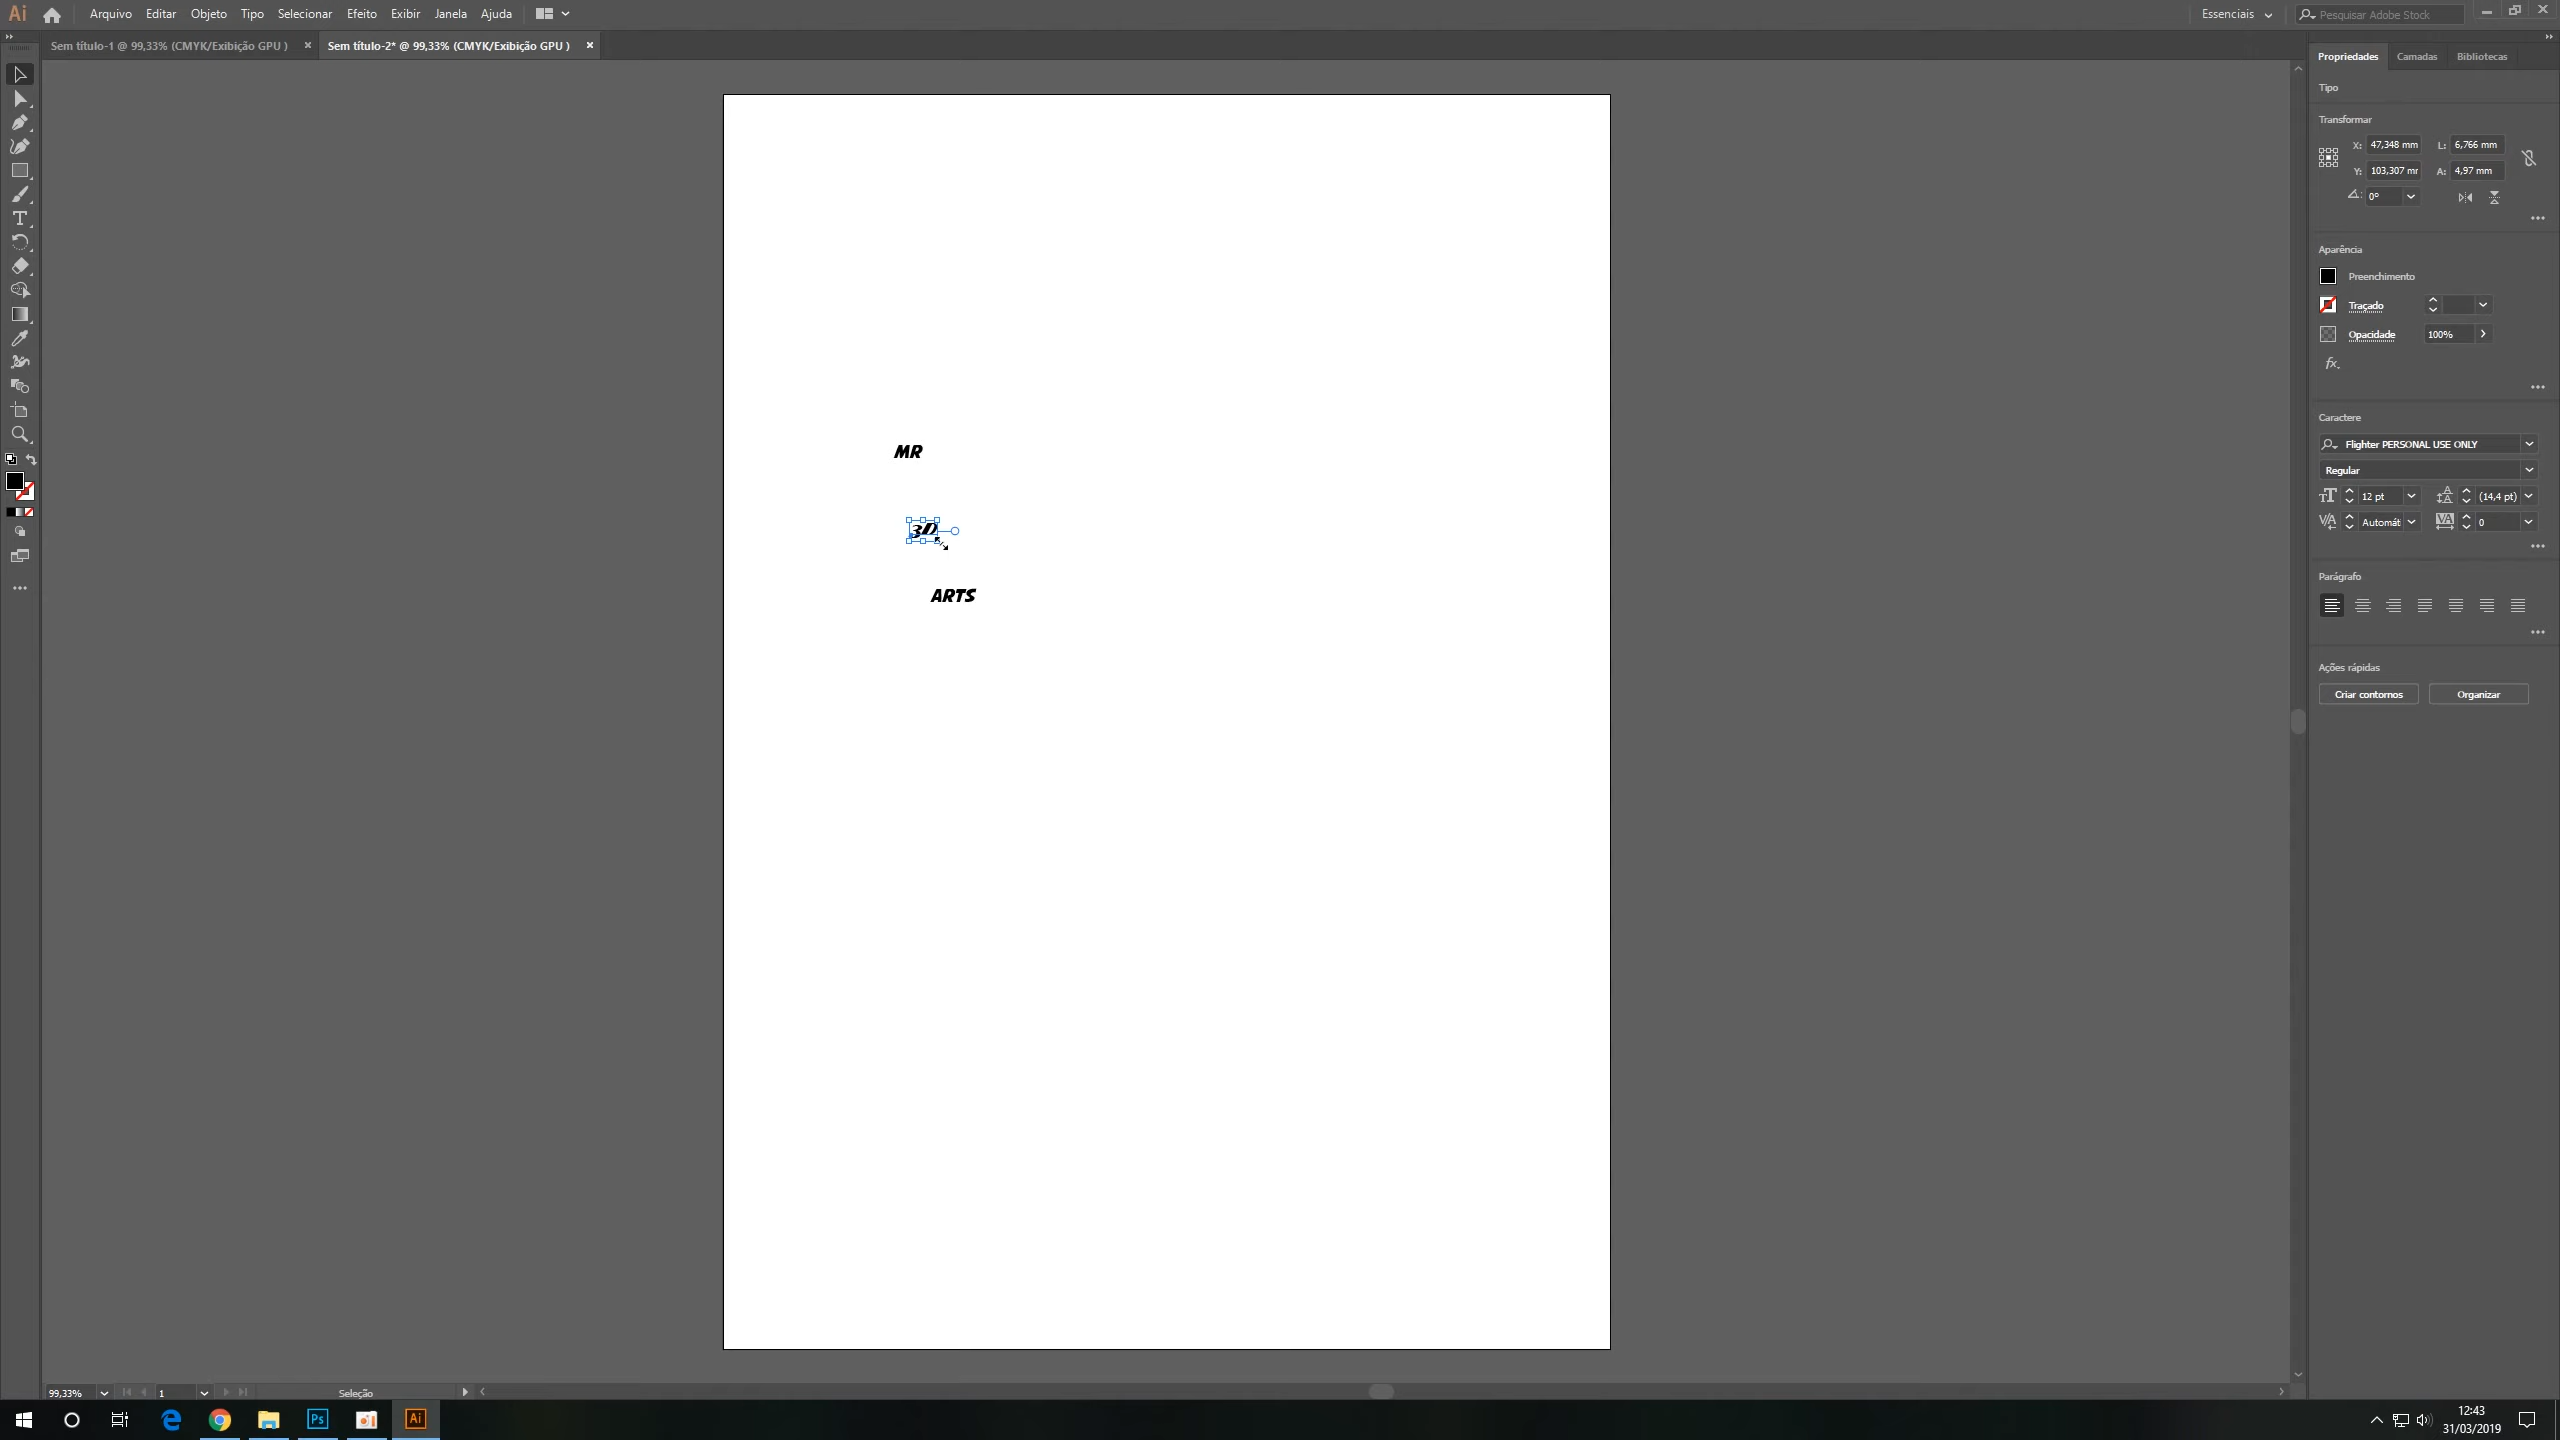 Ai Arquivo Editar Objeto Tipo Selecionar Efeito Exibir Janela Ajuda Essenciais Pesquisar Adobe Stock
Sem título-1 @ 99,33% (CMYK/Exibição GPU ) × Sem título-2* @ 99,33% (CMYK/Exibição GPU ) ×
Propriedades Camadas Bibliotecas
Tipo
Transformar
X: 47,348 mm L: 6,766 mm
Y: 103,307 mr A: 4,97 mm
0°
Aparência
Preenchimento
Traçado
Opacidade 100%
fx.
Caractere
Flighter PERSONAL USE ONLY
Regular
12 pt (14,4 pt)
Automát 0
Parágrafo
Ações rápidas
Criar contornos Organizar
MR
3D
ARTS
99,33% 1 Seleção
Ps Ai
12:43
31/03/2019